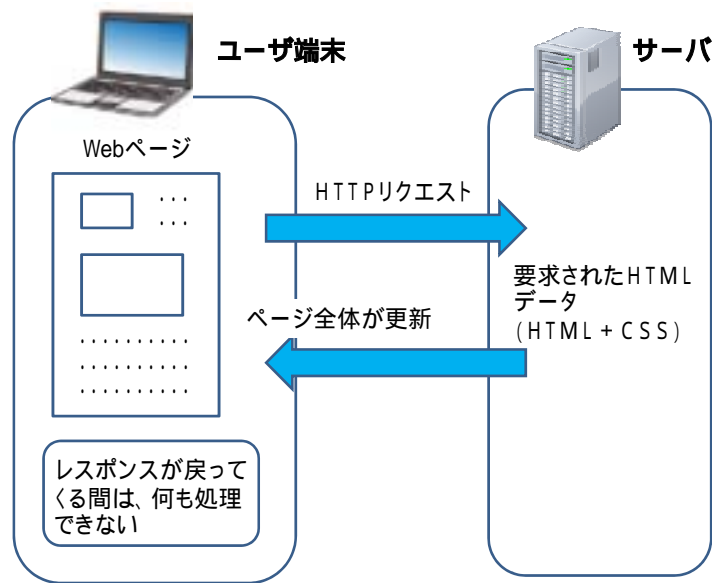 ユーザ端末
サーバ
Webページ
HTTPリクエスト
要求されたHTML
データ
(HTML+CSS)
ページ全体が更新
レスポンスが戻って
くる間は、何も処理
できない